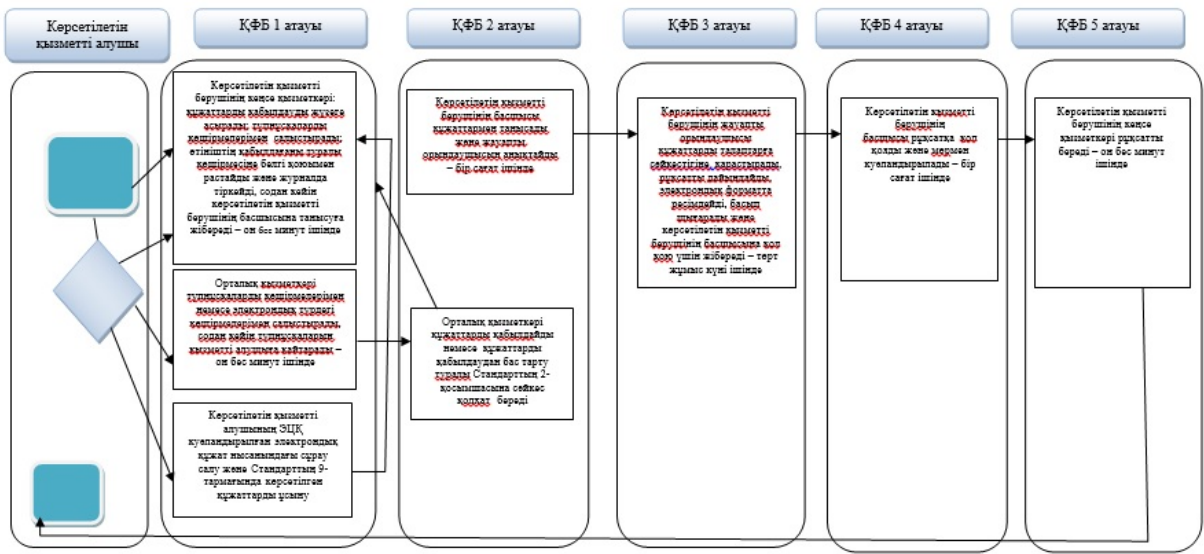 Көрсетілетін
қызметті алушы
ҚФБ 1 атауы
ҚФБ 2 атауы
ҚФБ 3 атауы
ҚФБ 4 атауы
ҚФБ 5 атауы
Көрсетілетін қызметті
берушінің кеңсе қызметкері:
құжаттарды қабылдауды жүзеге
асырады; түпнұсқаларды
көшірмелерімен салыстырады;
өтініштің қабылданғаны туралы
көшірмесіне белгі қоюымен
растайды және журналда
тіркейді, содан кейін
көрсетілетін қызметті
берушінің басшысына танысуға
жібереді – он бес минут ішінде
Орталық қызметкері
түпнұсқаларды көшірмелерімен
немесе электрондық түрдегі
көшірмелерімен салыстырады,
содан кейін түпнұсқаларын
қызметті алушыға қайтарады –
он бес минут ішінде
Көрсетілетін қызметті
алушының ЭЦҚ
куәландырылған электрондық
құжат нысанындағы сұрау
салу және Стандарттың 9-
тармағында көрсетілген
құжаттарды ұсыну
Көрсетілетін қызметті
берушінің басшысы
құжаттармен танысады
және жауапты
орындаушысын анықтайды
– бір сағат ішінде
Орталық қызметкері
құжаттарды қабылдайды
немесе құжаттарды
қабылдаудан бас тарту
туралы Стандарттың 2-
қосымшасына сәйкес
қолхат береді
Көрсетілетін қызметті
берушінің жауапты
орындаушысы
құжаттарды талаптарға
сәйкестігіне, қарастырады,
рұқсатты дайындайды,
электрондық форматта
ресімдейді, басып
шығарады және
көрсетілетін қызметті
берушінің басшысына қол
қою үшін жібереді – төрт
жұмыс күні ішінде
Көрсетілетін қызметті
берушінің
басшысы рұқсатқа қол
қояды және мөрмен
куәландырылады – бір
сағат ішінде
Көрсетілетін қызметті
берушінің кеңсе
қызметкері рұқсатты
береді – он бес минут
ішінде